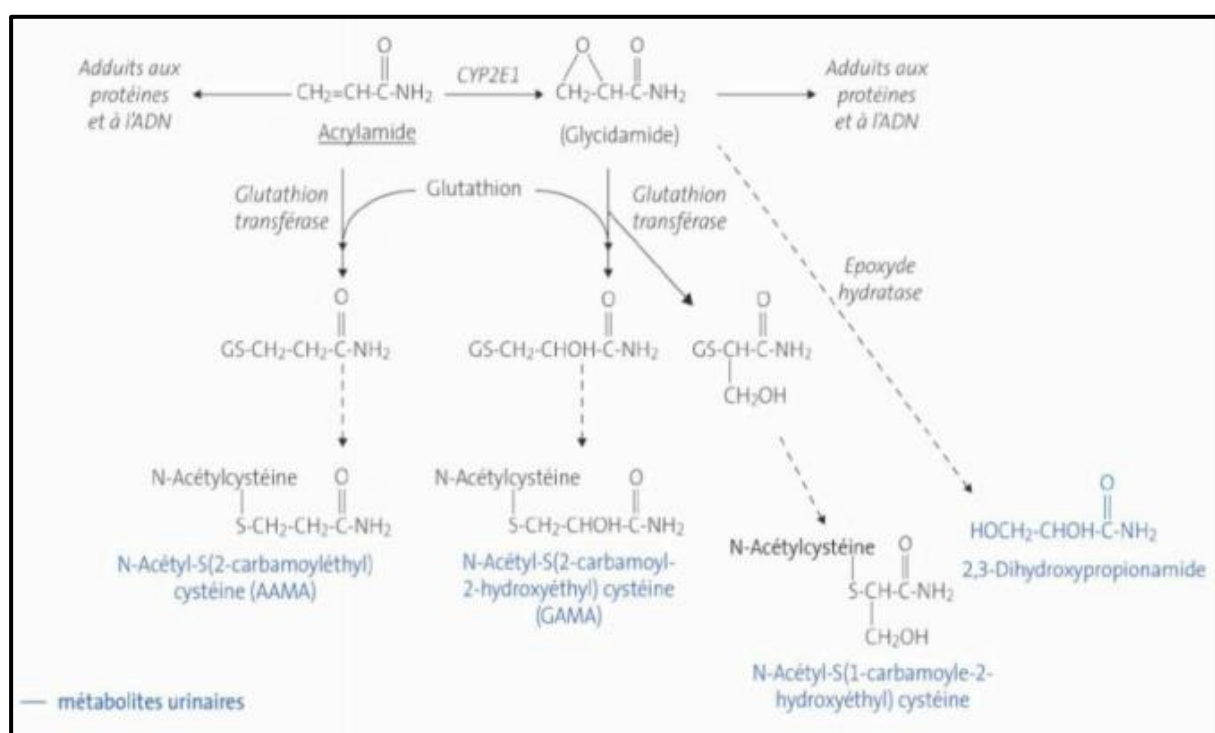 Adduits aux
protéines
et à l'ADN
O
CH₂=CH-C-NH₂
Acrylamide
CYP2E1
O
O
CH₂-CH-C-NH₂
(Glycidamide)
Adduits aux
protéines
et à l'ADN
Glutathion
transférase
Glutathion
Glutathion
transférase
Epoxyde
hydratase
O
GS-CH₂-CH₂-C-NH₂
O
GS-CH₂-CHOH-C-NH₂
O
GS-CH-C-NH₂
CH₂OH
N-Acétylcystéine
O
S-CH₂-CH₂-C-NH₂
N-Acétyl-S(2-carbamoyléthyl)
cystéine (AAMA)
N-Acétylcystéine
O
S-CH₂-CHOH-C-NH₂
N-Acétyl-S(2-carbamoyl-
2-hydroxyéthyl) cystéine
(GAMA)
N-Acétylcystéine
O
S-CH-C-NH₂
CH₂OH
N-Acétyl-S(1-carbamoyle-2-
hydroxyéthyl) cystéine
O
HOCH₂-CHOH-C-NH₂
2,3-Dihydroxypropionamide
métabolites urinaires